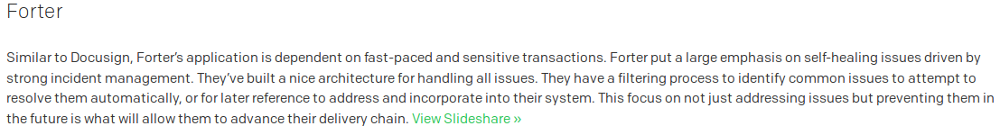 Forter
Similar to Docusign, Forter’s application is dependent on fast-paced and sensitive transactions. Forter put a large emphasis on self-healing issues driven by
strong incident management. They’ve built a nice architecture for handling all issues. They have a filtering process to identify common issues to attempt to
resolve them automatically, or for later reference to address and incorporate into their system. This focus on not just addressing issues but preventing them in
the future is what will allow them to advance their delivery chain. View Slideshare »